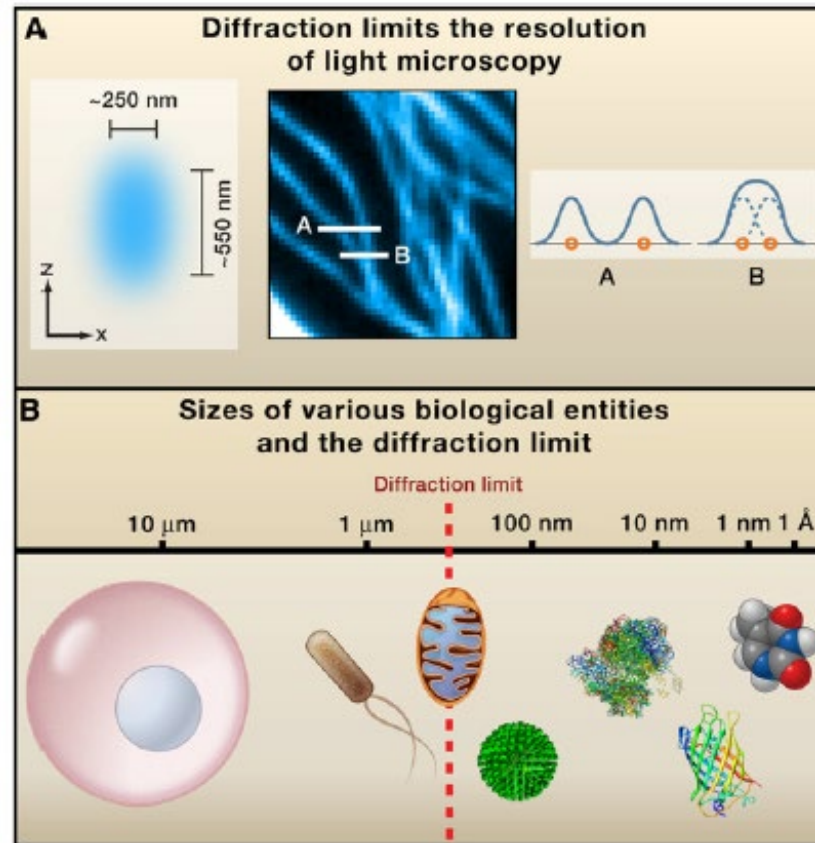 A
Diffraction limits the resolution
of light microscopy
~250 nm
~550 nm
Z
X
A
B
A
B
B
Sizes of various biological entities
and the diffraction limit
Diffraction limit
10 μm
1 μm
100 nm
10 nm
1 nm
1 Å